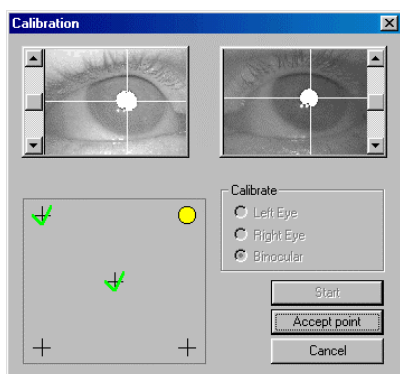 Calibration
Calibrate
Left Eye
Right Eye
Binocular
Start
Accept point
Cancel